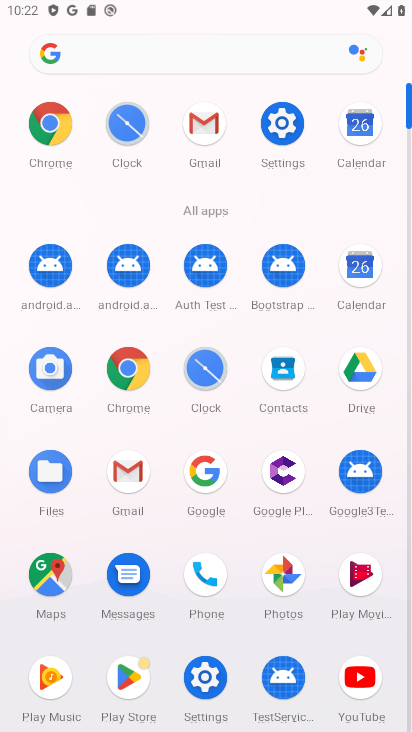 10:22
Chrome Clock Gmail Settings Calendar
All apps
android.a... android.a... Auth Test ... Bootstrap ... Calendar
Camera Chrome Clock Contacts Drive
Files Gmail Google Google Pl... Google3Te...
Maps Messages Phone Photos Play Movi...
Play Music Play Store Settings TestServic... YouTube